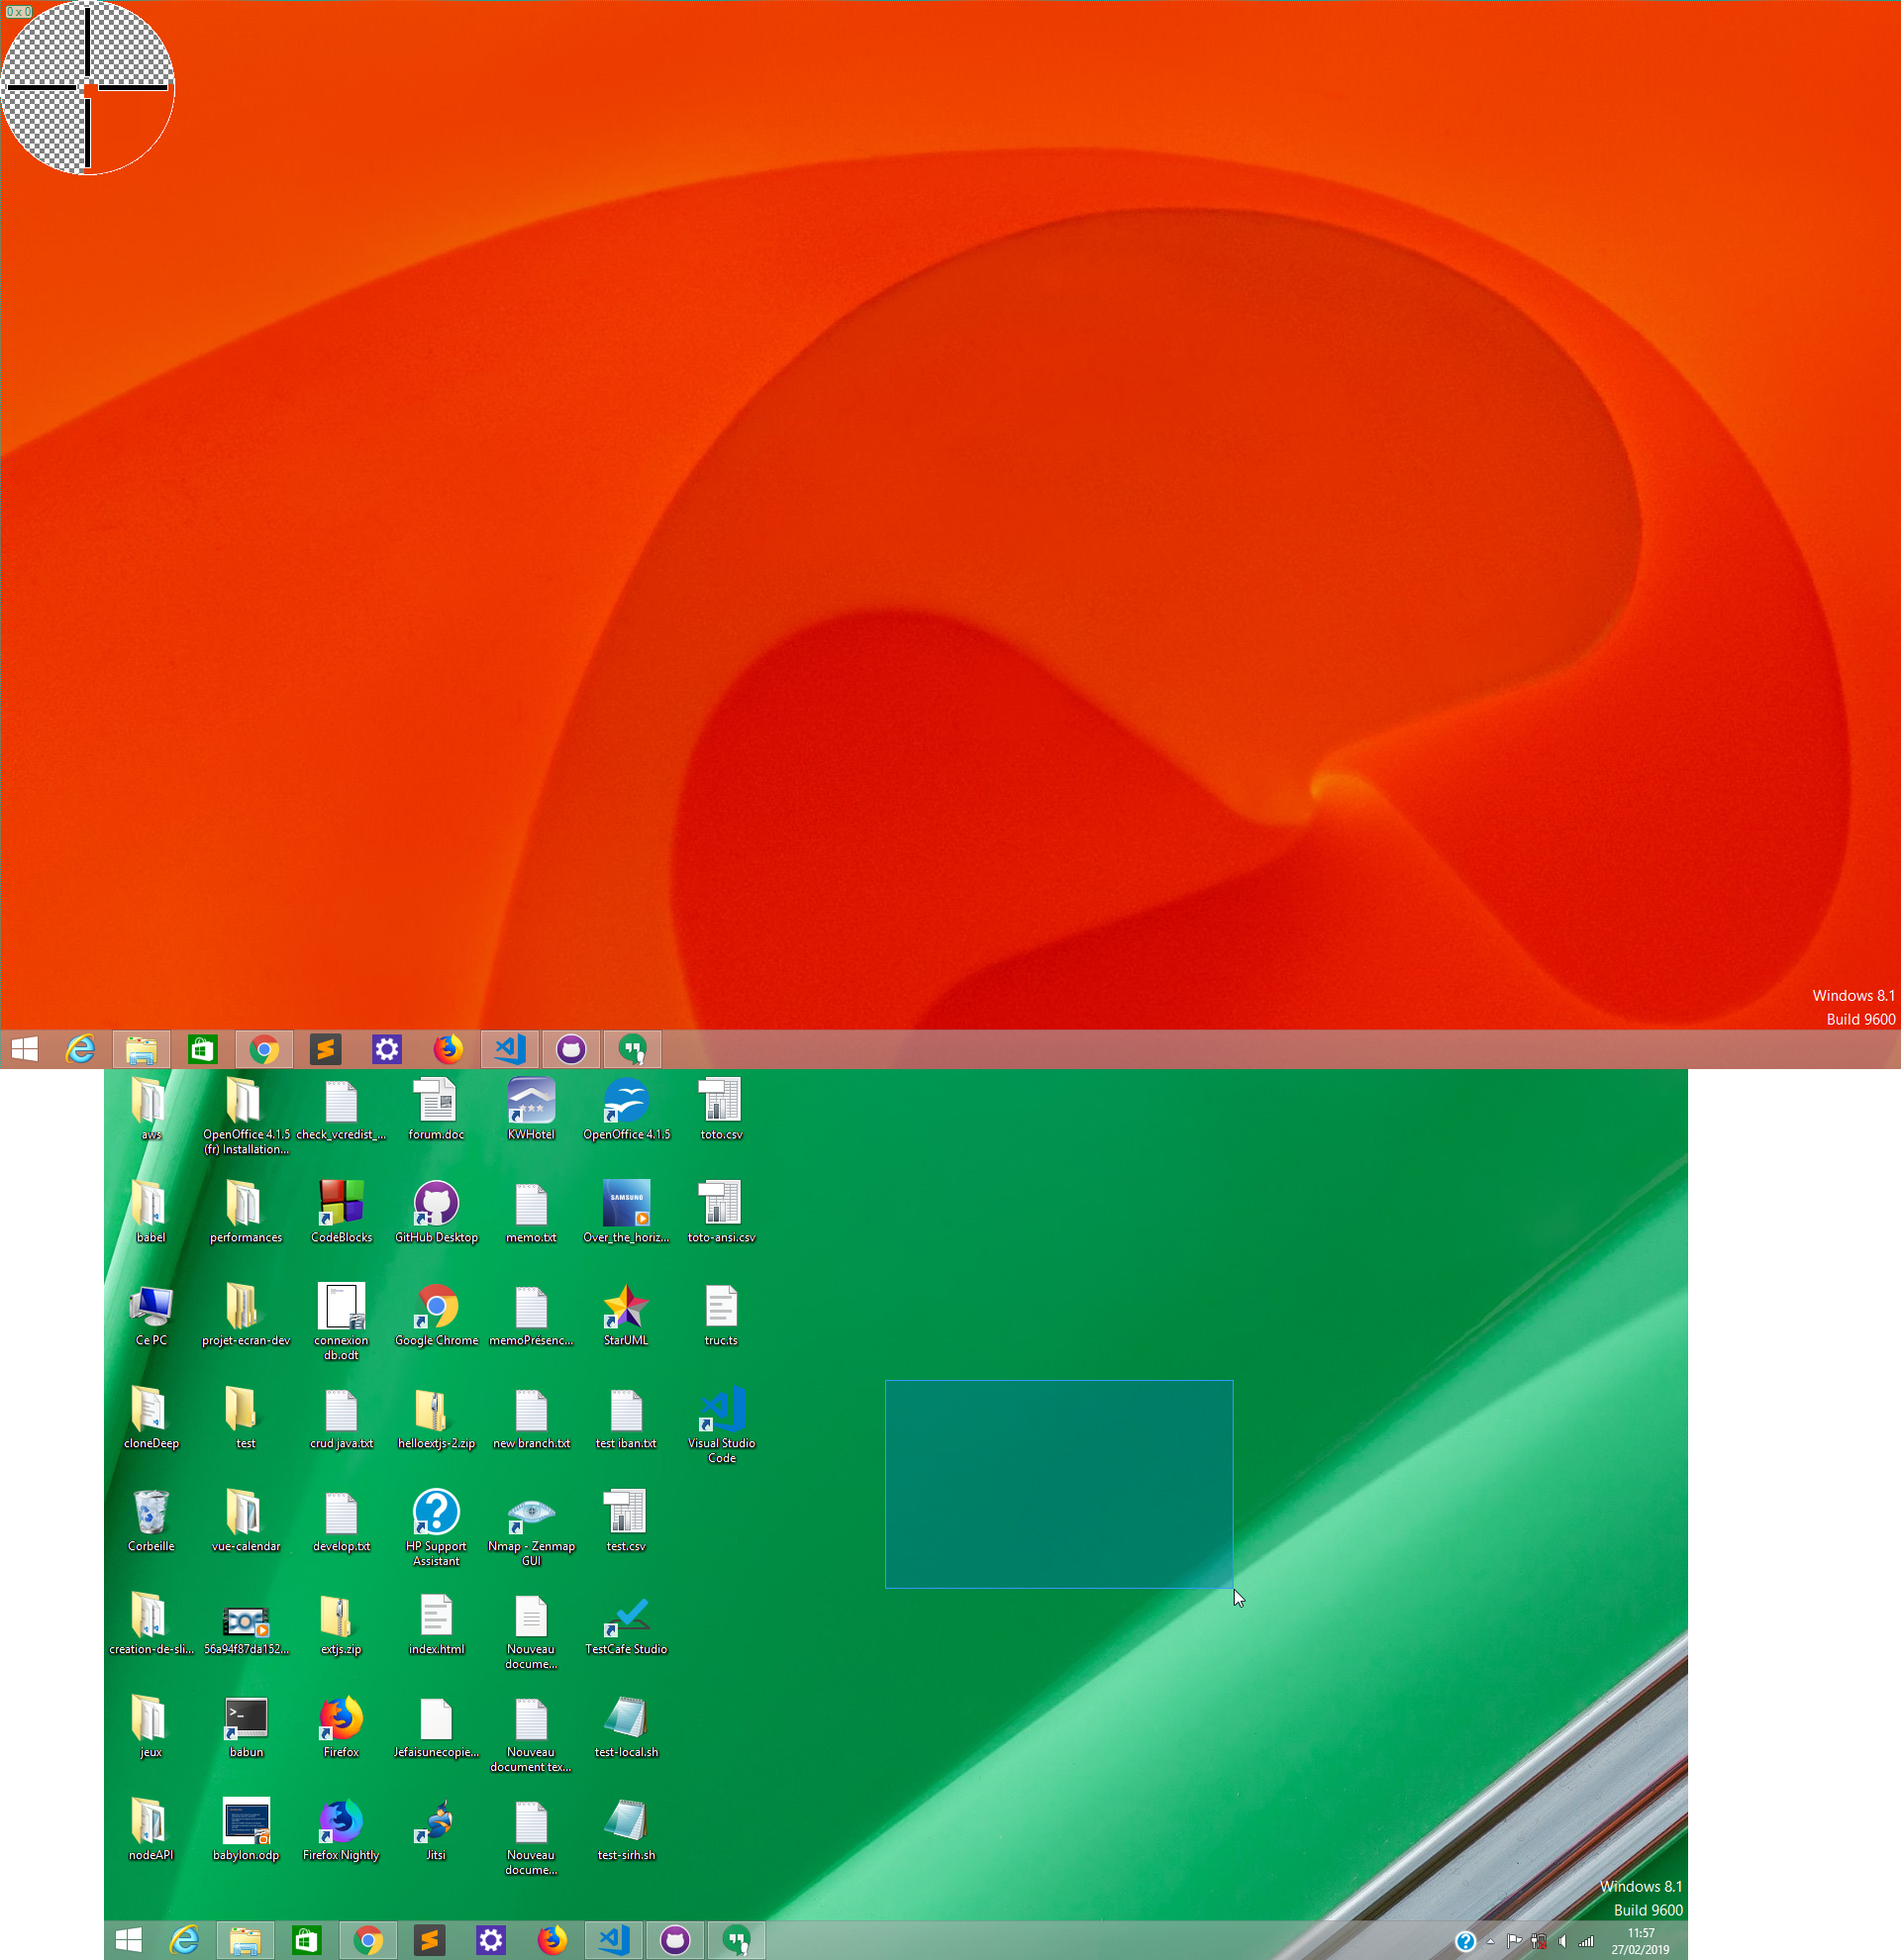 0 x 0
Windows 8.1
Build 9600
aws
OpenOffice 4.1.5
(fr) Installation...
check_vcredist_...
forum.doc
KWHotel
OpenOffice 4.1.5
toto.csv
babel
performances
CodeBlocks
GitHub Desktop
memo.txt
SAMSUNG
Over_the_horiz...
toto-ansi.csv
Ce PC
projet-ecran-dev
connexion
db.odt
Google Chrome
memoPrésenc...
StarUML
truc.ts
cloneDeep
test
crud java.txt
helloextjs-2.zip
new branch.txt
test iban.txt
Visual Studio
Code
Corbeille
vue-calendar
develop.txt
HP Support
Assistant
Nmap - Zenmap
GUI
test.csv
creation-de-sli...
56a94f87da152...
extjs.zip
index.html
Nouveau
docume...
TestCafe Studio
jeux
babun
Firefox
Jefaisunecopie...
Nouveau
document tex...
test-local.sh
nodeAPI
babylon.odp
Firefox Nightly
Jitsi
Nouveau
docume...
test-sirh.sh
Windows 8.1
Build 9600
11:57
27/02/2019